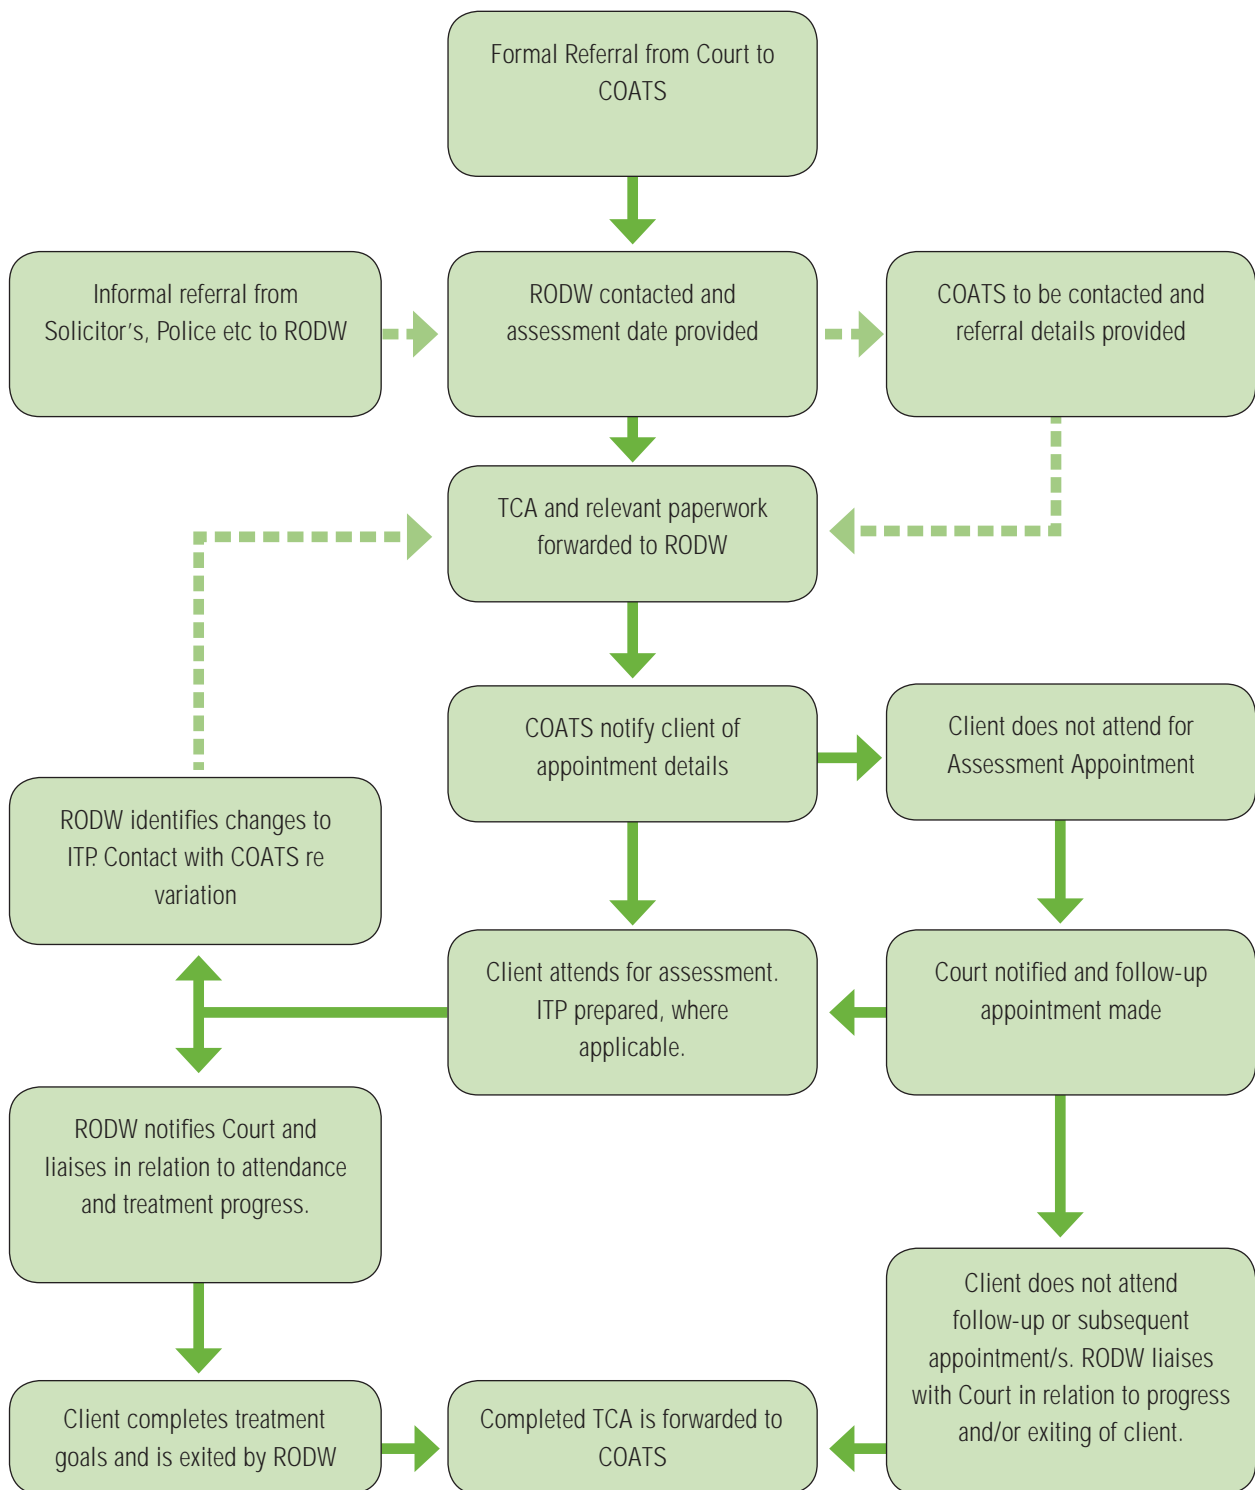 Formal Referral from Court to
COATS
Informal referral from
Solicitor's, Police etc to RODW
RODW contacted and
assessment date provided
COATS to be contacted and
referral details provided
TCA and relevant paperwork
forwarded to RODW
COATS notify client of
appointment details
Client does not attend for
Assessment Appointment
RODW identifies changes to
ITP. Contact with COATS re
variation
Client attends for assessment.
ITP prepared, where
applicable.
Court notified and follow-up
appointment made
RODW notifies Court and
liaises in relation to attendance
and treatment progress.
Client does not attend
follow-up or subsequent
appointment/s. RODW liaises
with Court in relation to progress
and/or exiting of client.
Client completes treatment
goals and is exited by RODW
Completed TCA is forwarded to
COATS